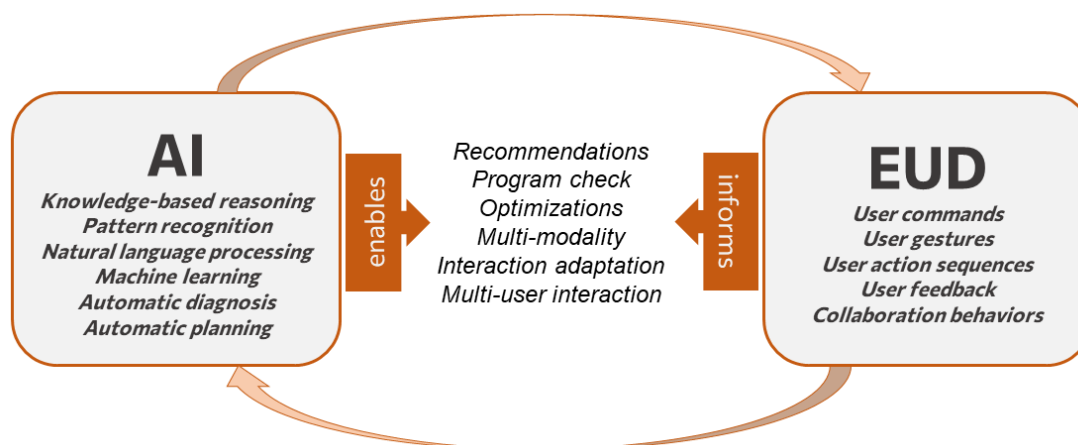 AI
Knowledge-based reasoning
Pattern recognition
Natural language processing
Machine learning
Automatic diagnosis
Automatic planning
enables
Recommendations
Program check
Optimizations
Multi-modality
Interaction adaptation
Multi-user interaction
informs
EUD
User commands
User gestures
User action sequences
User feedback
Collaboration behaviors